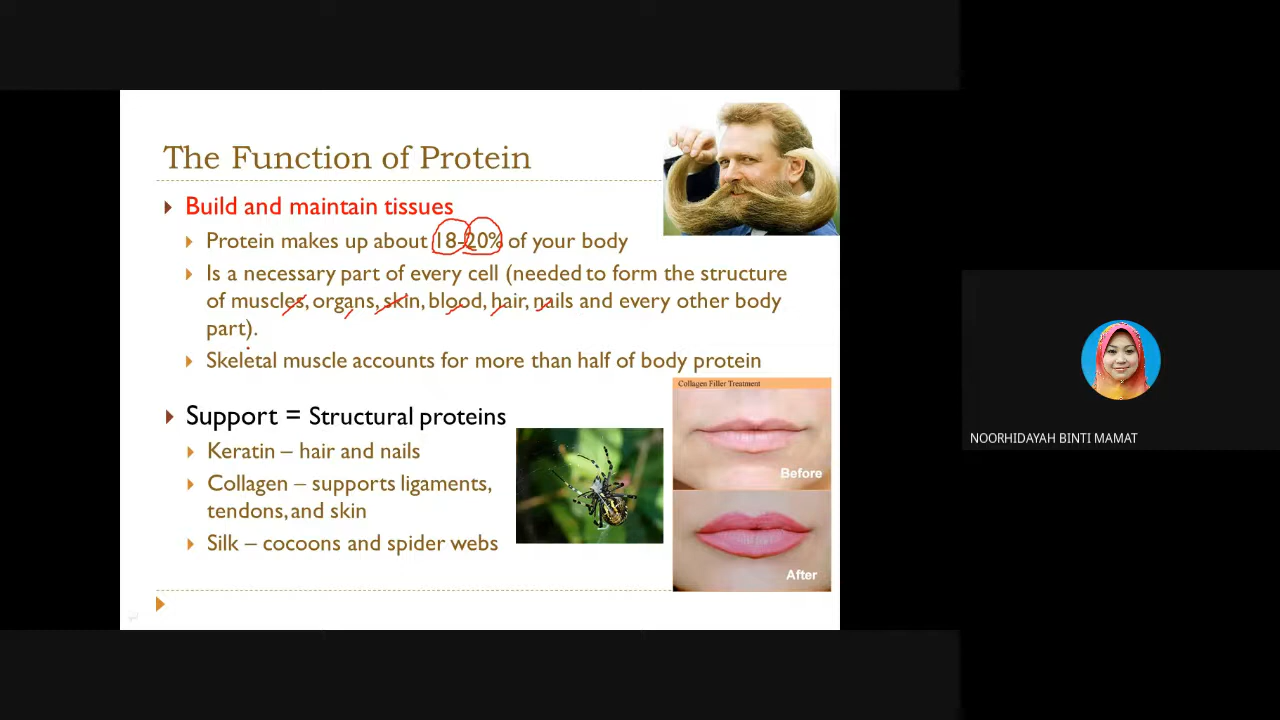 The Function of Protein
Build and maintain tissues
Protein makes up about 18-20% of your body
Is a necessary part of every cell (needed to form the structure
of muscles, organs, skin, blood, hair, nails and every other body
part).
Skeletal muscle accounts for more than half of body protein
Collagen Filler Treatment
Support = Structural proteins
Keratin – hair and nails
Collagen – supports ligaments,
tendons, and skin
Silk – cocoons and spider webs
Before
After
NOORHIDAYAH BINTI MAMAT